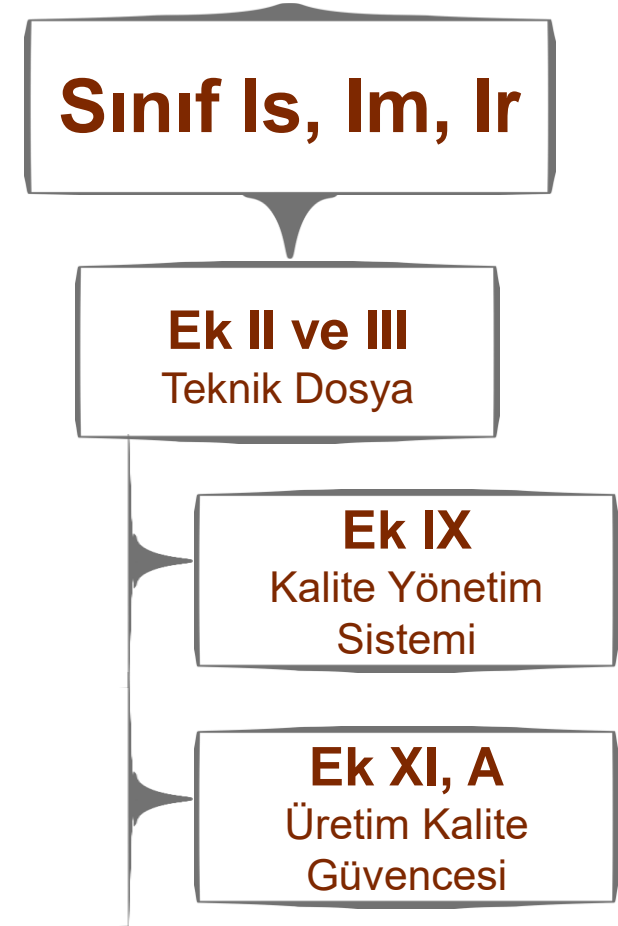 Sınıf Is, Im, Ir
Ek II ve III
Teknik Dosya
Ek IX
Kalite Yönetim
Sistemi
Ek XI, A
Üretim Kalite
Güvencesi